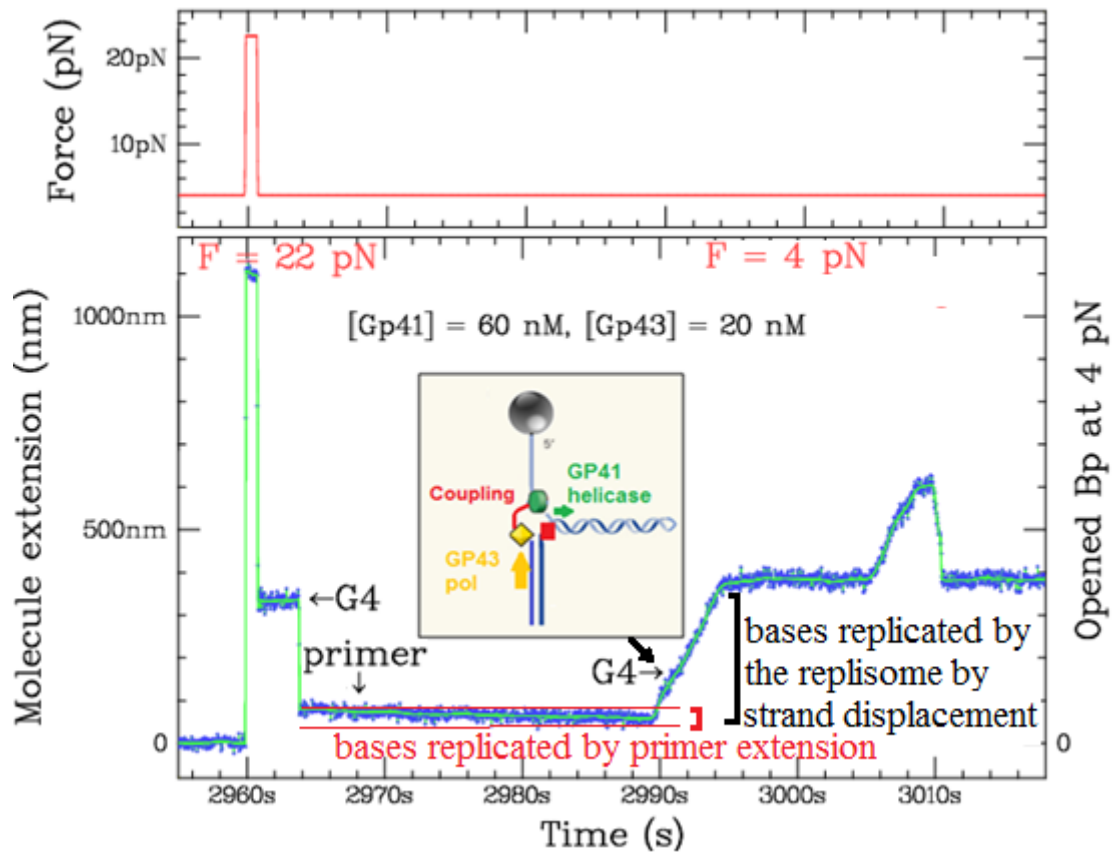 Force (pN)
20pN
10pN
F = 22 pN
F = 4 pN
Molecule extension (nm)
1000nm
500nm
0
[Gp41] = 60 nM, [Gp43] = 20 nM
5'
GP41
helicase
Coupling
GP43
pol
←G4
primer
↓
G4→
bases replicated by
the replisome by
strand displacement
bases replicated by primer extension
Opened Bp at 4 pN
0
2960s
2970s
2980s
2990s
3000s
3010s
Time (s)